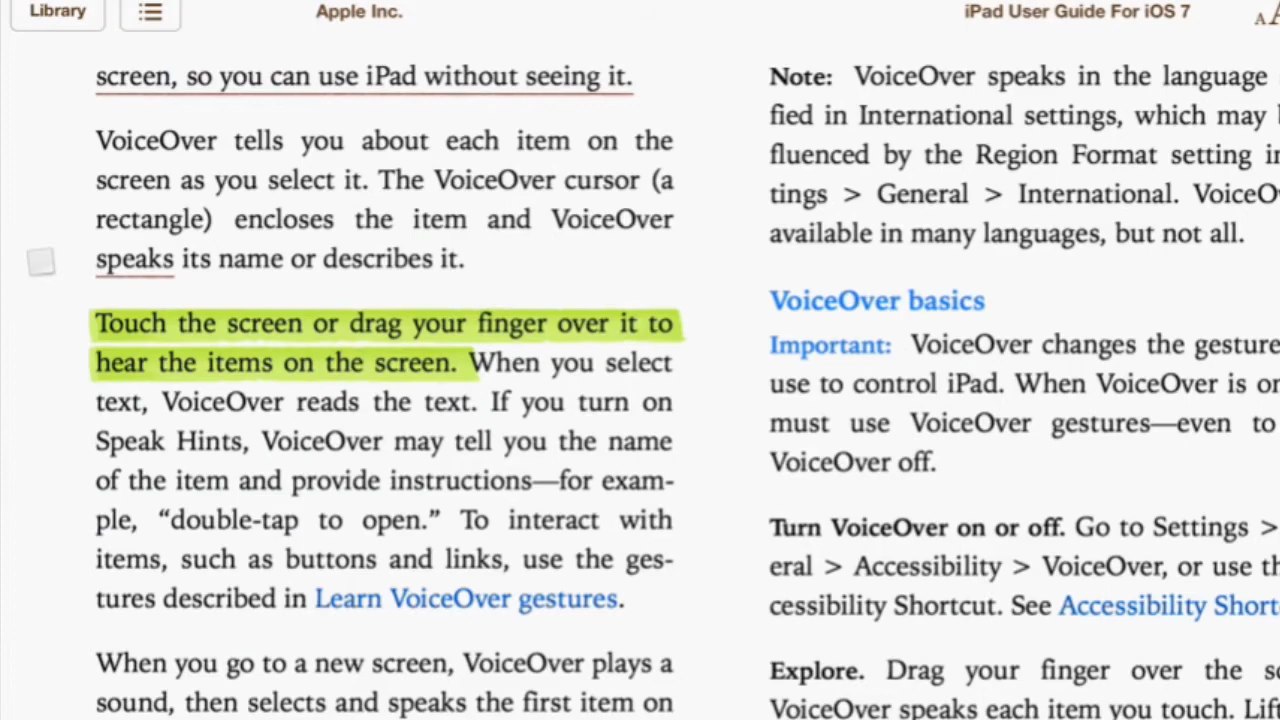 Library
Apple Inc.
iPad User Guide For iOS 7
AA
screen, so you can use iPad without seeing it.
VoiceOver tells you about each item on the
screen as you select it. The VoiceOver cursor (a
rectangle) encloses the item and VoiceOver
speaks its name or describes it.
Touch the screen or drag your finger over it to
hear the items on the screen. When you select
text, VoiceOver reads the text. If you turn on
Speak Hints, VoiceOver may tell you the name
of the item and provide instructions—for exam-
ple, “double-tap to open.” To interact with
items, such as buttons and links, use the ges-
tures described in Learn VoiceOver gestures.
When you go to a new screen, VoiceOver plays a
sound, then selects and speaks the first item on
Note: VoiceOver speaks in the language
fied in International settings, which may
fluenced by the Region Format setting in
tings > General > International. VoiceOv
available in many languages, but not all.
VoiceOver basics
Important: VoiceOver changes the gesture
use to control iPad. When VoiceOver is on
must use VoiceOver gestures—even to
VoiceOver off.
Turn VoiceOver on or off. Go to Settings >
eral > Accessibility > VoiceOver, or use th
cessibility Shortcut. See Accessibility Short
Explore. Drag your finger over the sc
VoiceOver speaks each item you touch. Lif